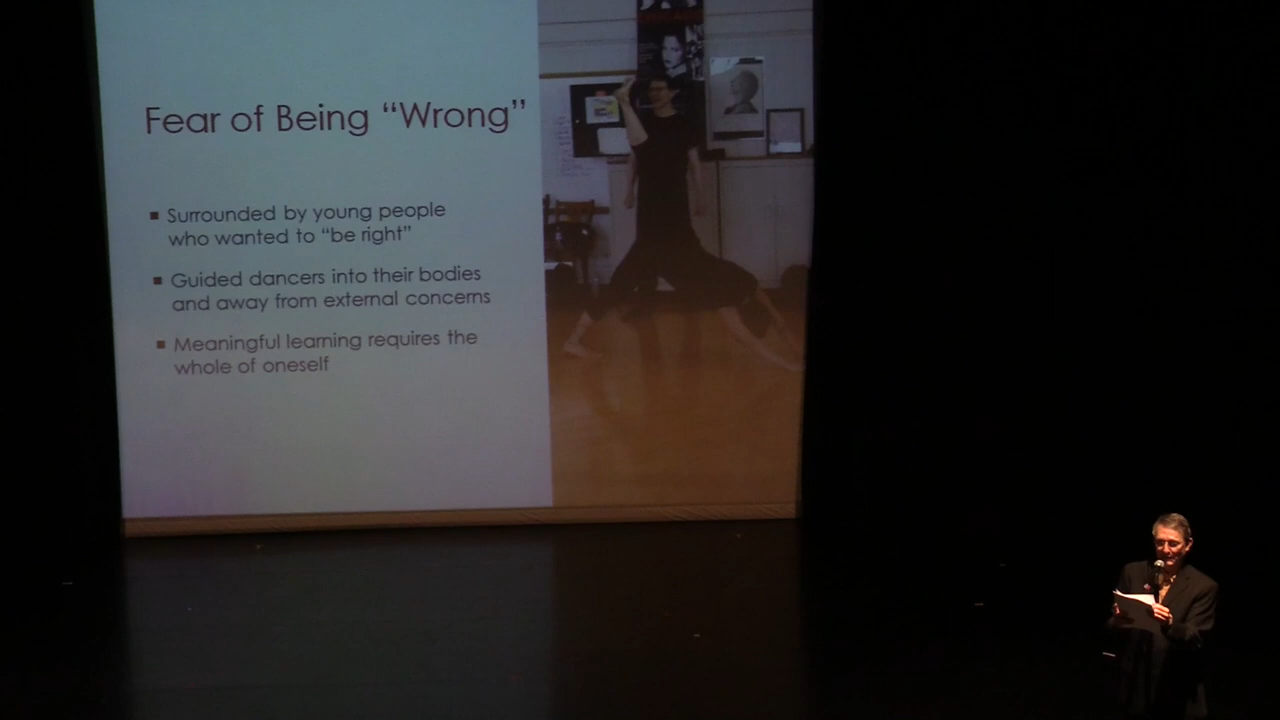 Fear of Being “Wrong”
▪ Surrounded by young people
who wanted to “be right”
▪ Guided dancers into their bodies
and away from external concerns
▪ Meaningful learning requires the
whole of oneself